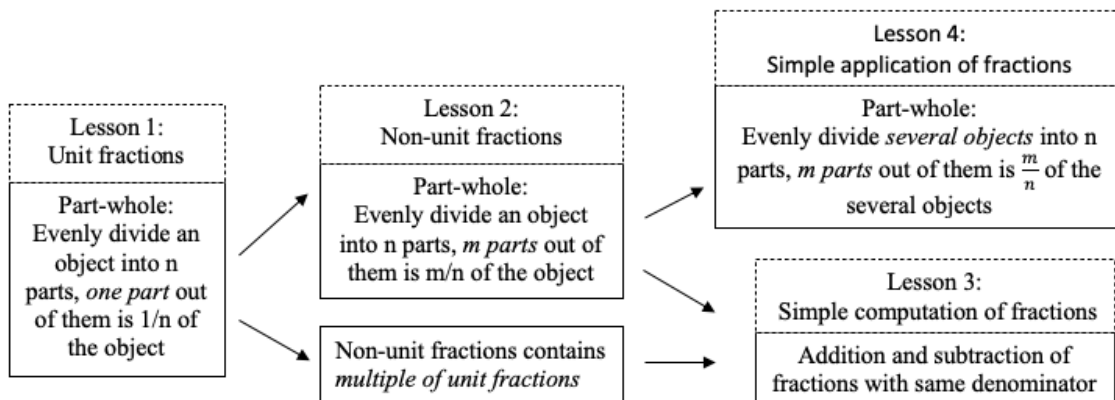 Lesson 1:
Unit fractions
Part-whole:
Evenly divide an
object into n
parts, one part out
of them is 1/n of
the object
Lesson 2:
Non-unit fractions
Part-whole:
Evenly divide an object
into n parts, m parts out of
them is m/n of the object
Non-unit fractions contains
multiple of unit fractions
Lesson 4:
Simple application of fractions
Part-whole:
Evenly divide several objects into n
parts, m parts out of them is m/n of the
several objects
Lesson 3:
Simple computation of fractions
Addition and subtraction of
fractions with same denominator